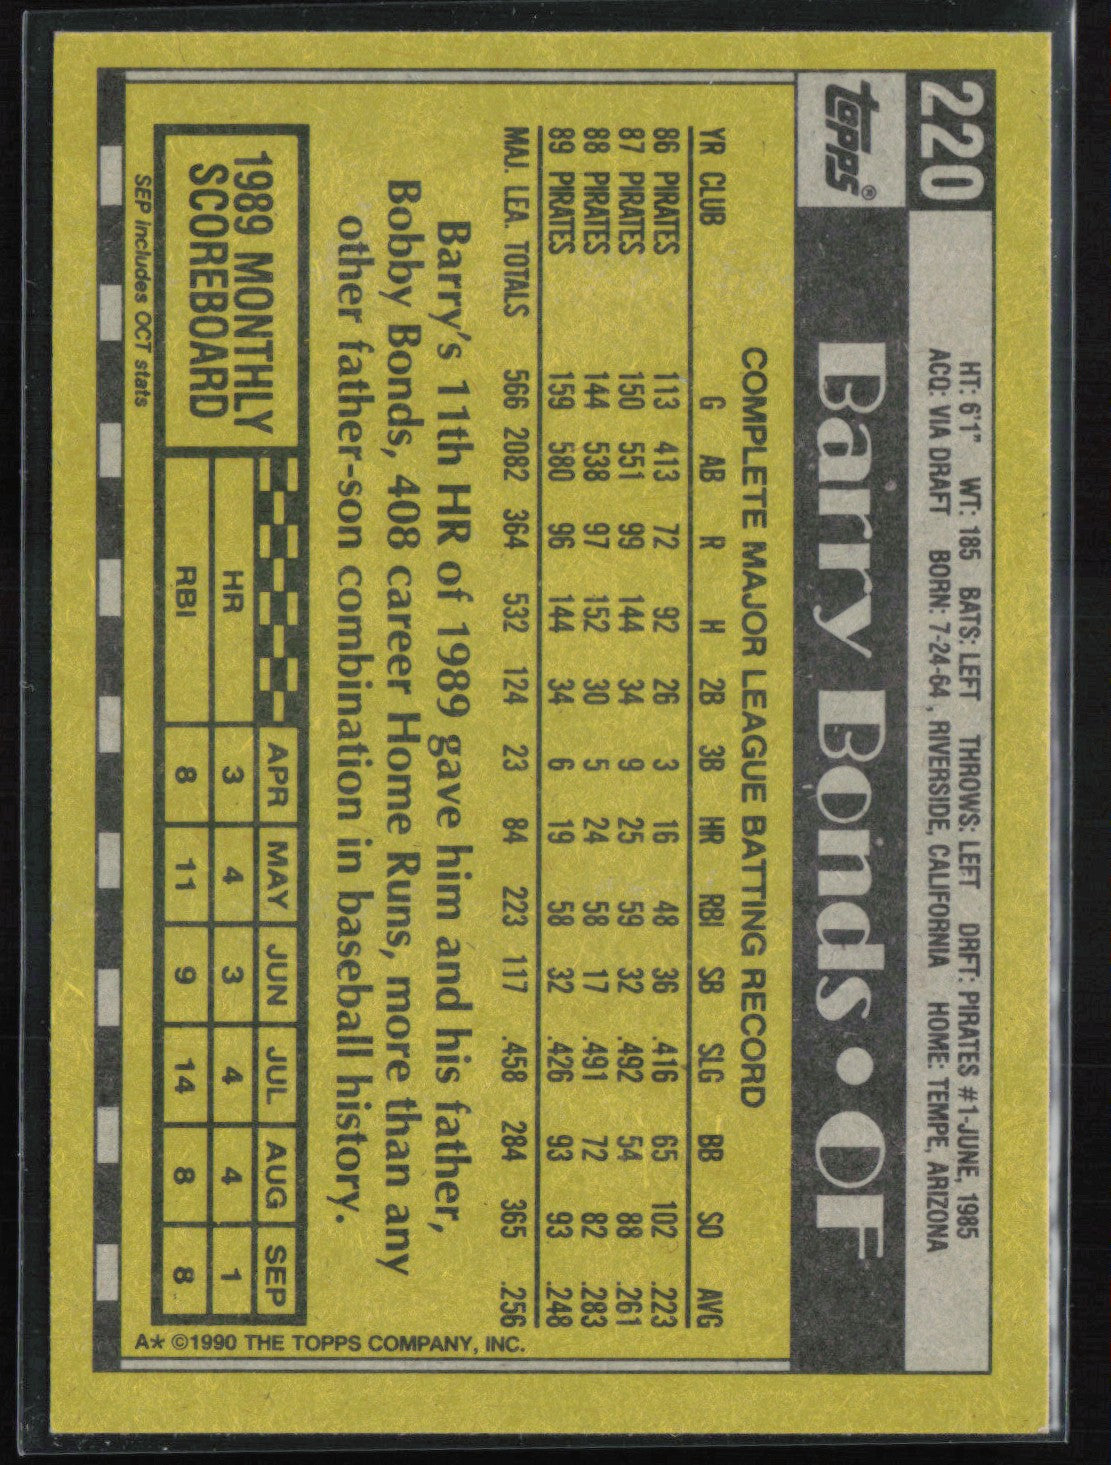 220
HT: 6'1" WT: 185 BATS: LEFT THROWS: LEFT DRFT: PIRATES #1-JUNE, 1985
ACQ: VIA DRAFT BORN: 7-24-64, RIVERSIDE, CALIFORNIA HOME: TEMPE, ARIZONA
topps®
Barry Bonds • OF
COMPLETE MAJOR LEAGUE BATTING RECORD
YR CLUB G AB R H 2B 3B HR RBI SB SLG BB SO AVG
86 PIRATES 113 413 72 92 26 3 16 48 36 .416 65 102 .223
87 PIRATES 150 551 99 144 34 9 25 59 32 .492 54 88 .261
88 PIRATES 144 538 97 152 30 5 24 58 17 .491 72 82 .283
89 PIRATES 159 580 96 144 34 6 19 58 32 .426 93 93 .248
MAJ. LEA. TOTALS 566 2082 364 532 124 23 84 223 117 .458 284 365 .256
Barry's 11th HR of 1989 gave him and his father,
Bobby Bonds, 408 career Home Runs, more than any
other father-son combination in baseball history.
1989 MONTHLY
SCOREBOARD
APR MAY JUN JUL AUG SEP
HR 3 4 3 4 4 1
RBI 8 11 9 14 8 8
SEP includes OCT stats
A* ©1990 THE TOPPS COMPANY, INC.